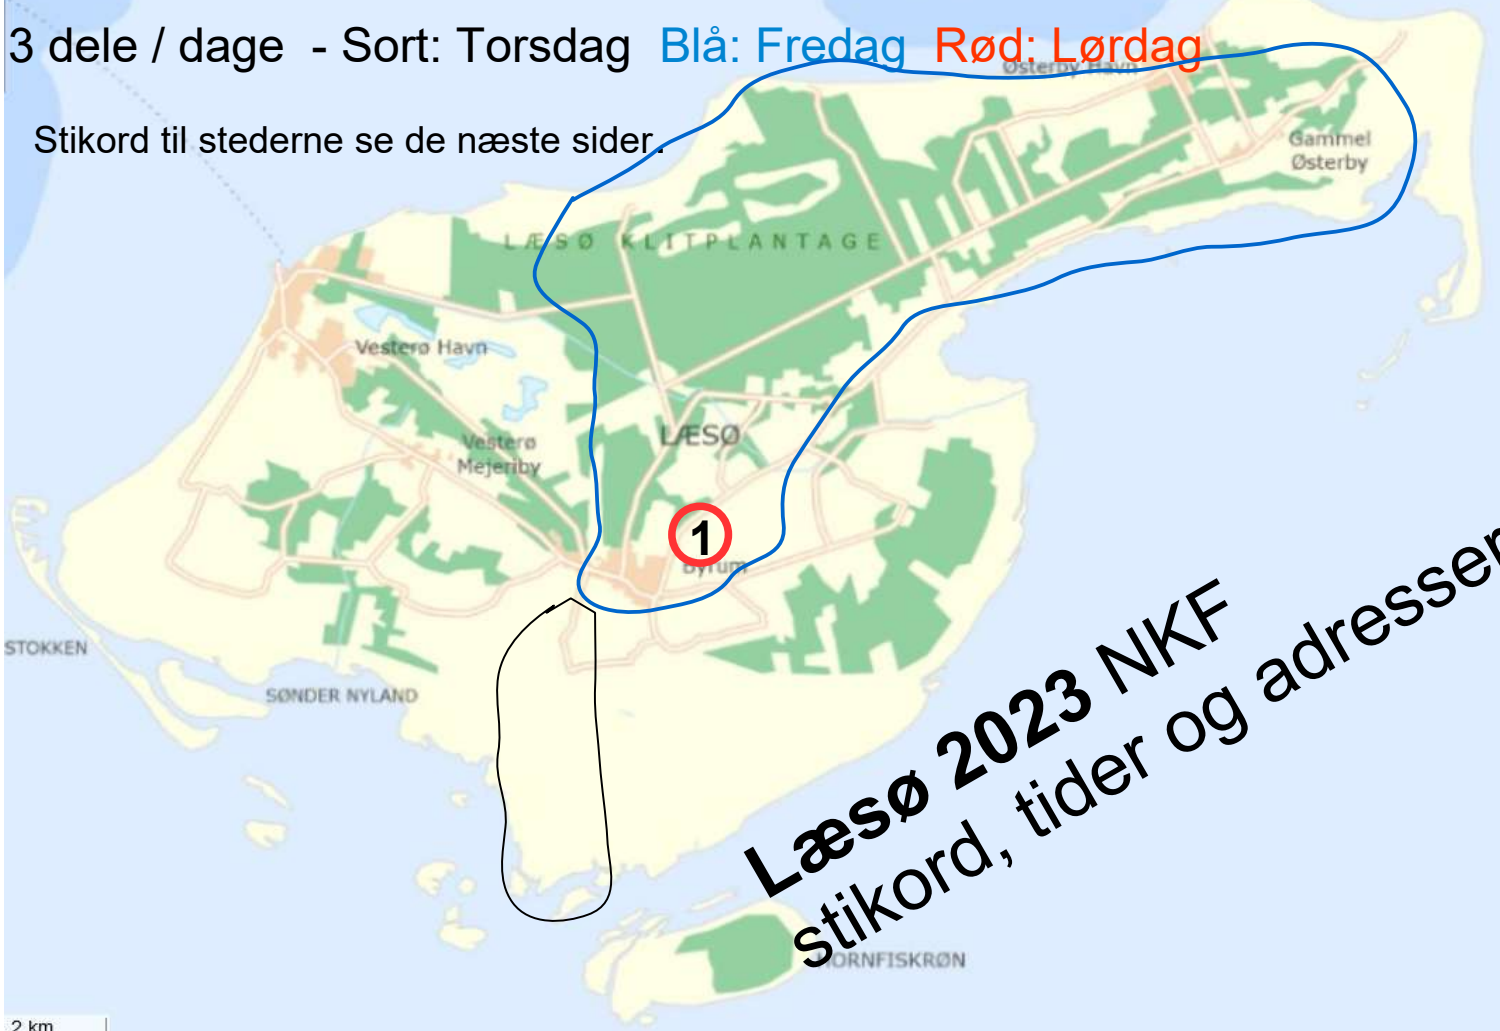 3 dele / dage - Sort: Torsdag Blå: Fredag Rød: Lørdag
Østerby Havn
Stikord til stederne se de næste sider.
Gammel
Østerby
LÆSØ KLITPLANTAGE
Vesterø Havn
LÆSØ
Vesterø
Mejeriby
1
Byrum
STOKKEN
SØNDER NYLAND
Læsø 2023 NKF
stikord, tider og adresser
HORNFISKRØN
2 km